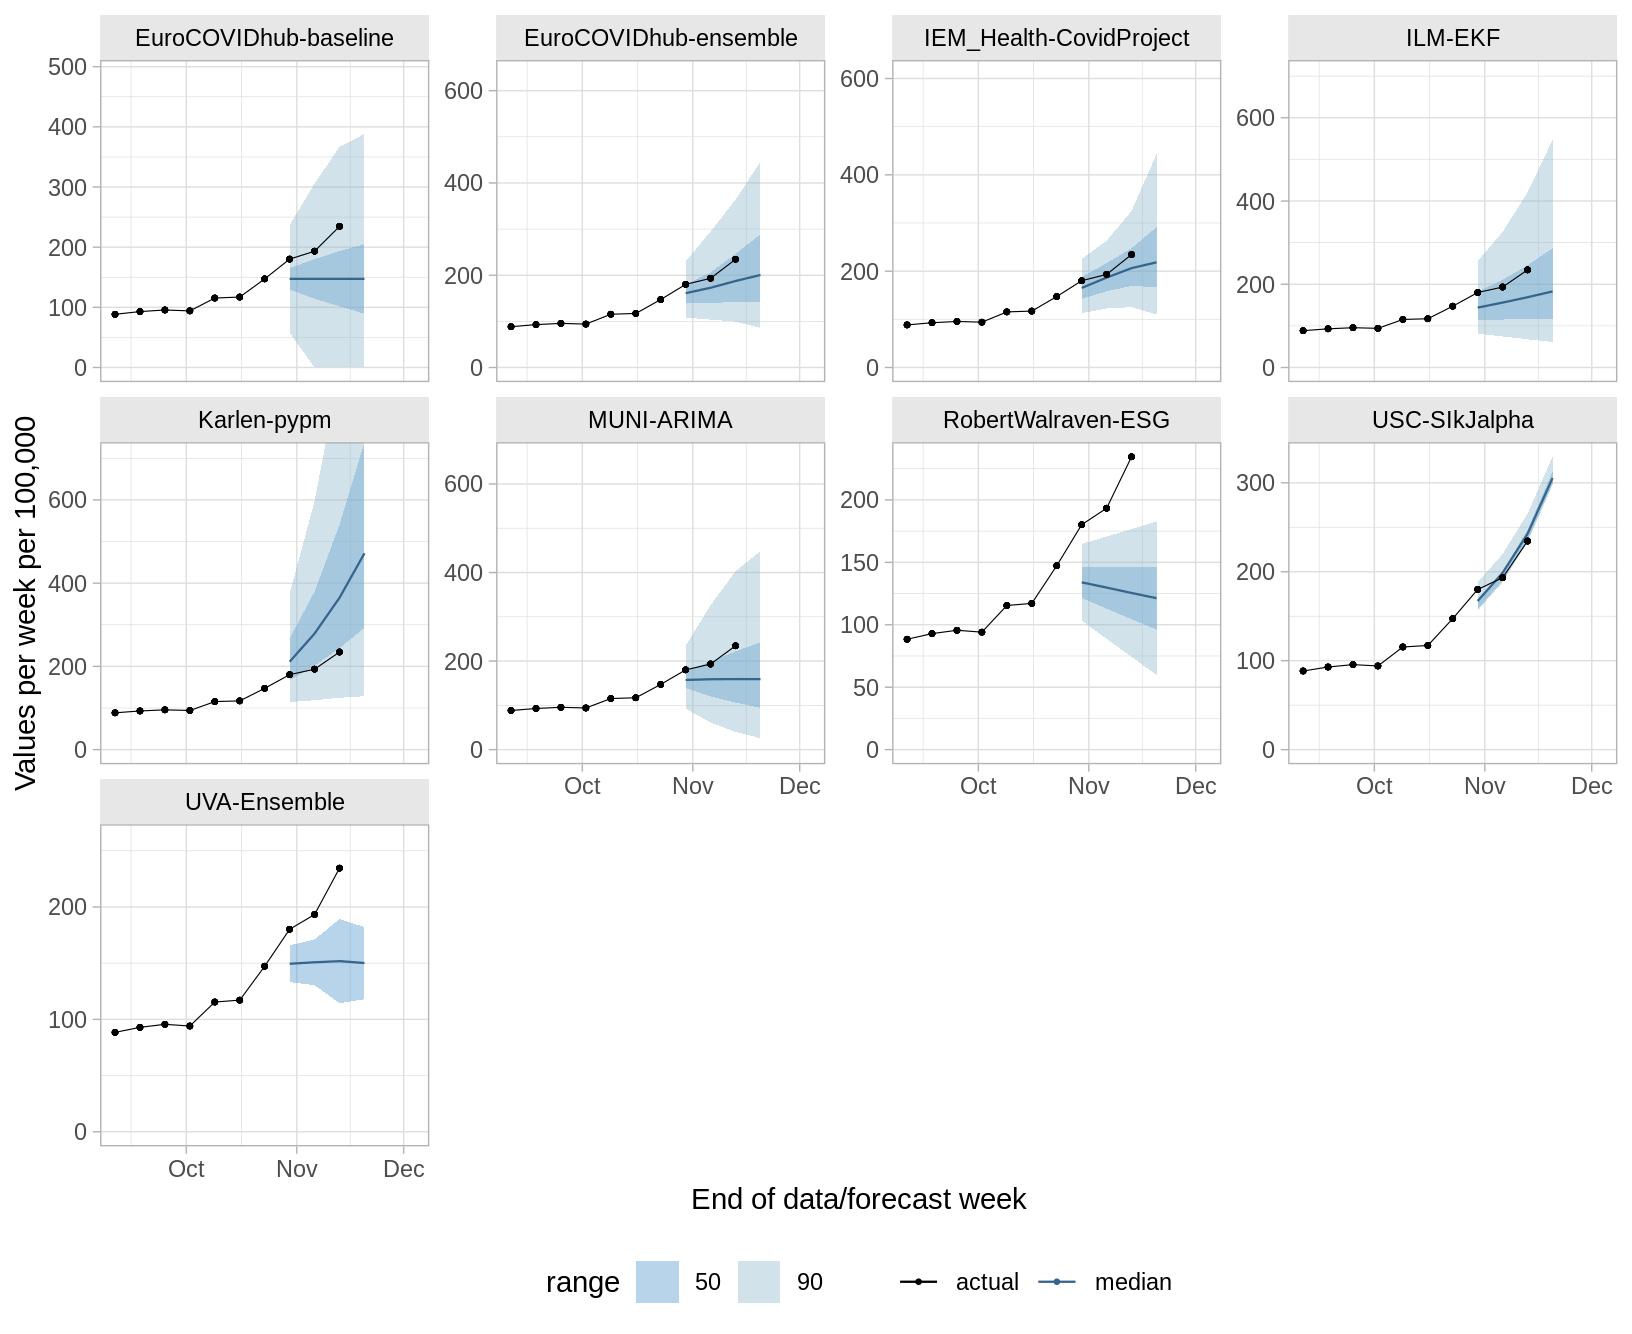 EuroCOVIDhub-baseline
EuroCOVIDhub-ensemble
IEM_Health-CovidProject
ILM-EKF
500
400
300
200
100
0
600
400
200
0
600
400
200
0
600
400
200
0
Values per week per 100,000
Karlen-pypm
MUNI-ARIMA
RobertWalraven-ESG
USC-SIkJalpha
600
400
200
0
600
400
200
0
200
150
100
50
0
300
200
100
0
Oct Nov Dec
Oct Nov Dec
Oct Nov Dec
UVA-Ensemble
200
100
0
Oct Nov Dec
End of data/forecast week
range 50 90 actual median